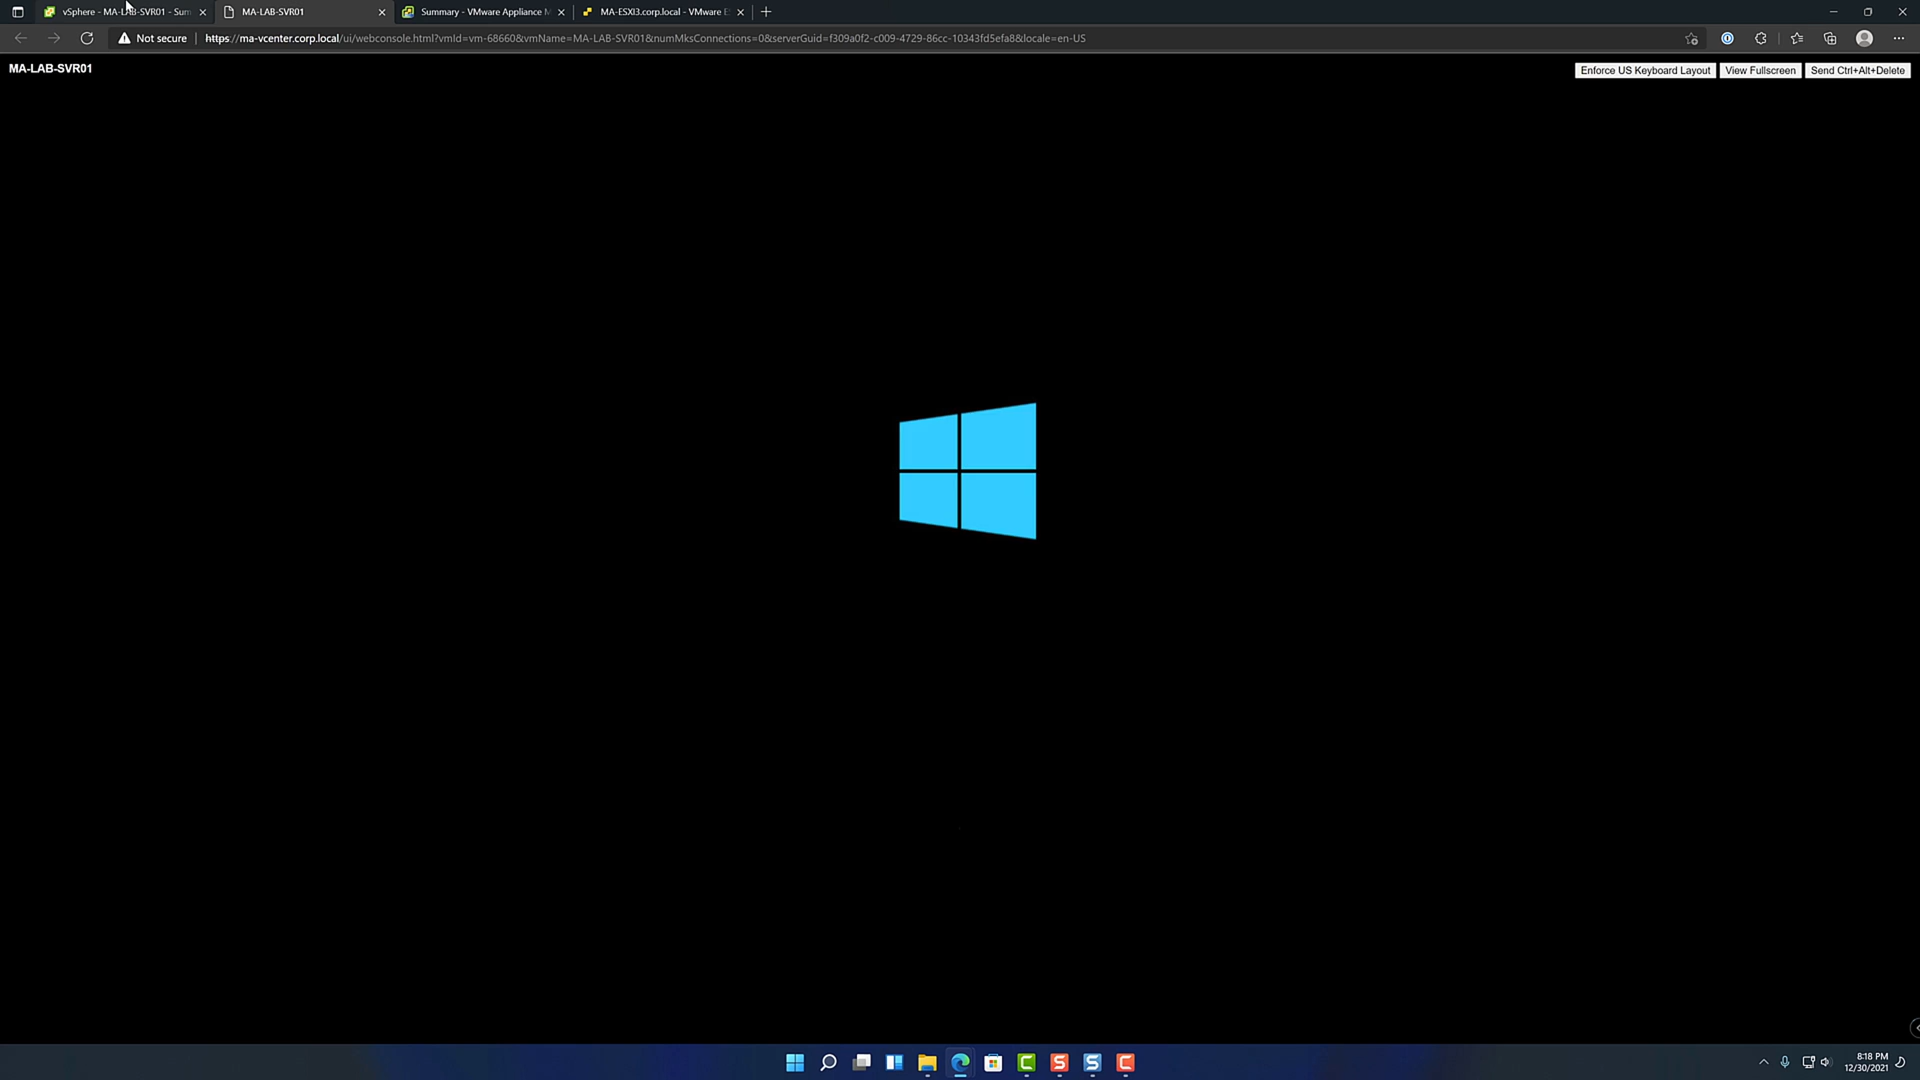 vSphere - MA-LAB-SVR01 - Sum
MA-LAB-SVR01
Summary - VMware Appliance M
MA-ESXI3.corp.local - VMware E
Not secure
https://ma-vcenter.corp.local/ui/webconsole.html?vmId=vm-68660&vmName=MA-LAB-SVR01&numMksConnections=0&serverGuid=f309a0f2-c009-4729-86cc-10343fd5efa8&locale=en-US
MA-LAB-SVR01
Enforce US Keyboard Layout
View Fullscreen
Send Ctrl+Alt+Delete
8:18 PM
12/30/2021